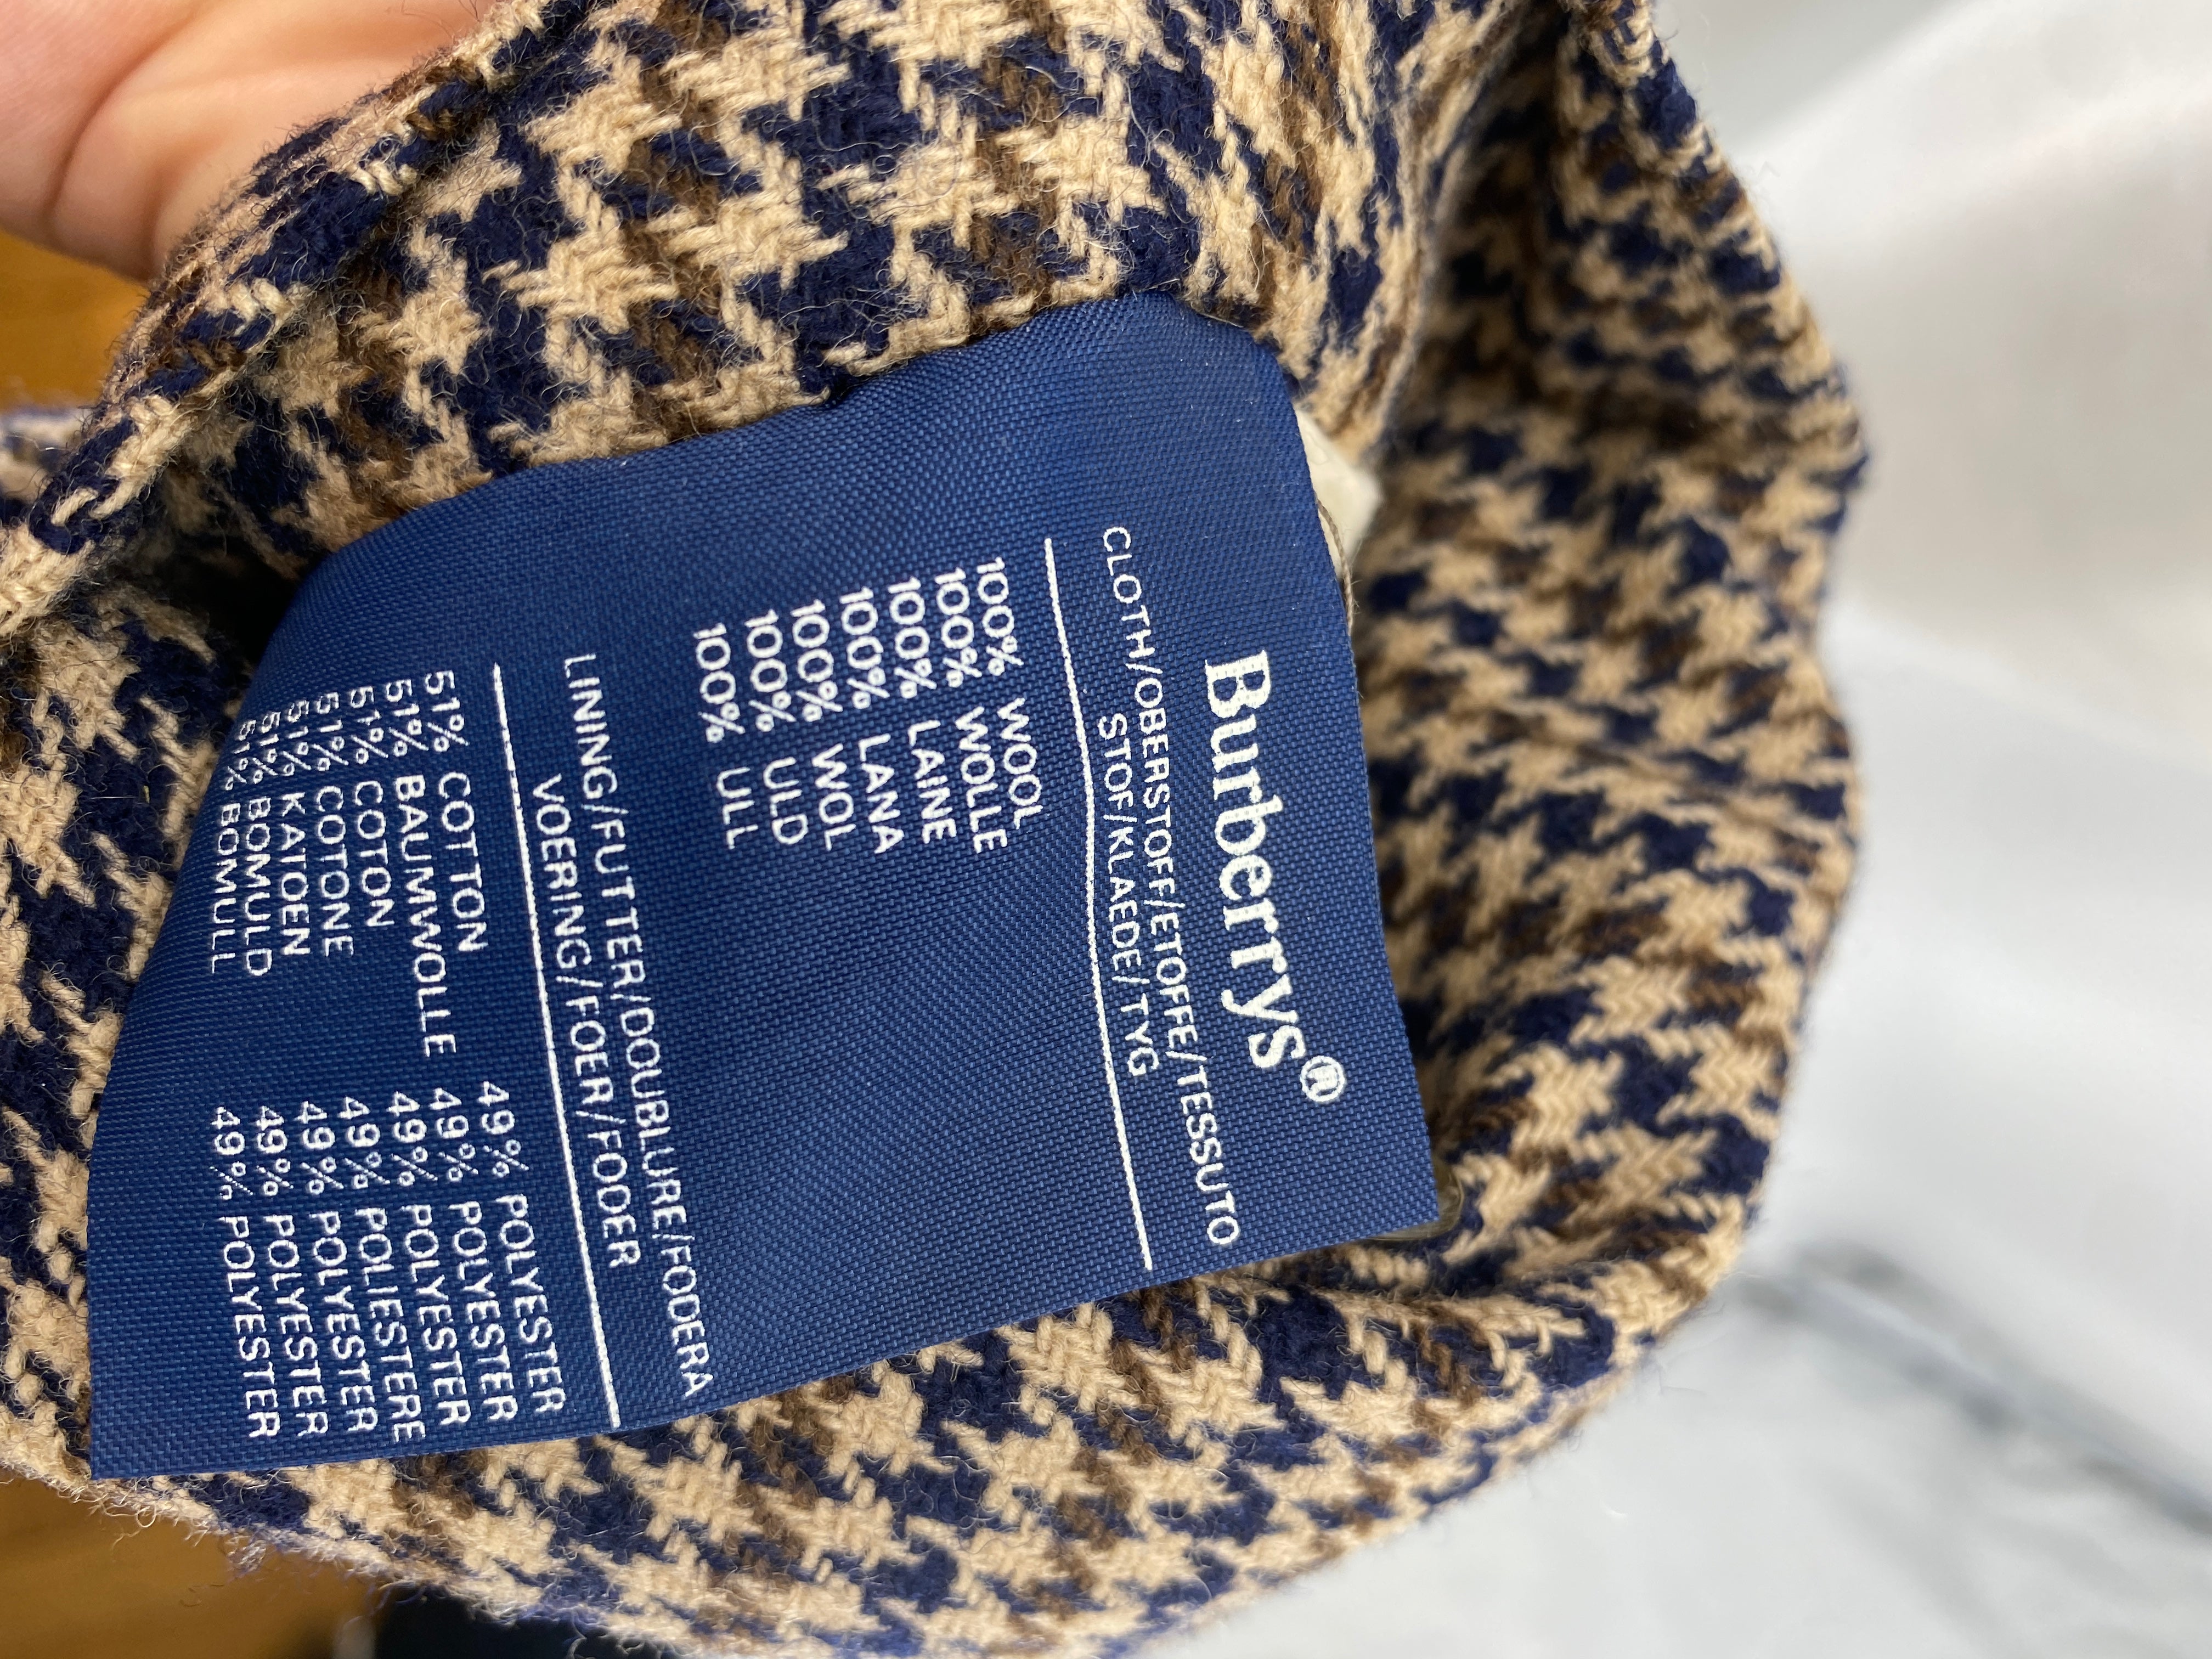 Burberrys®
CLOTH/OBERSTOFF/ETOFFE/TESSUTO
STOF/KLAEDE/TYG
100% WOOL
100% WOLLE
100% LAINE
100% LANA
100% WOL
100% ULD
100% ULL
LINING/FUTTER/DOUBLURE/FODERA
VOERING/FOER/FODER
51% COTTON 49% POLYESTER
51% BAUMWOLLE 49% POLYESTER
51% COTON 49% POLYESTER
51% COTONE 49% POLIESTERE
51% KATOEN 49% POLYESTER
51% BOMULD 49% POLYESTER
51% BOMULL 49% POLYESTER